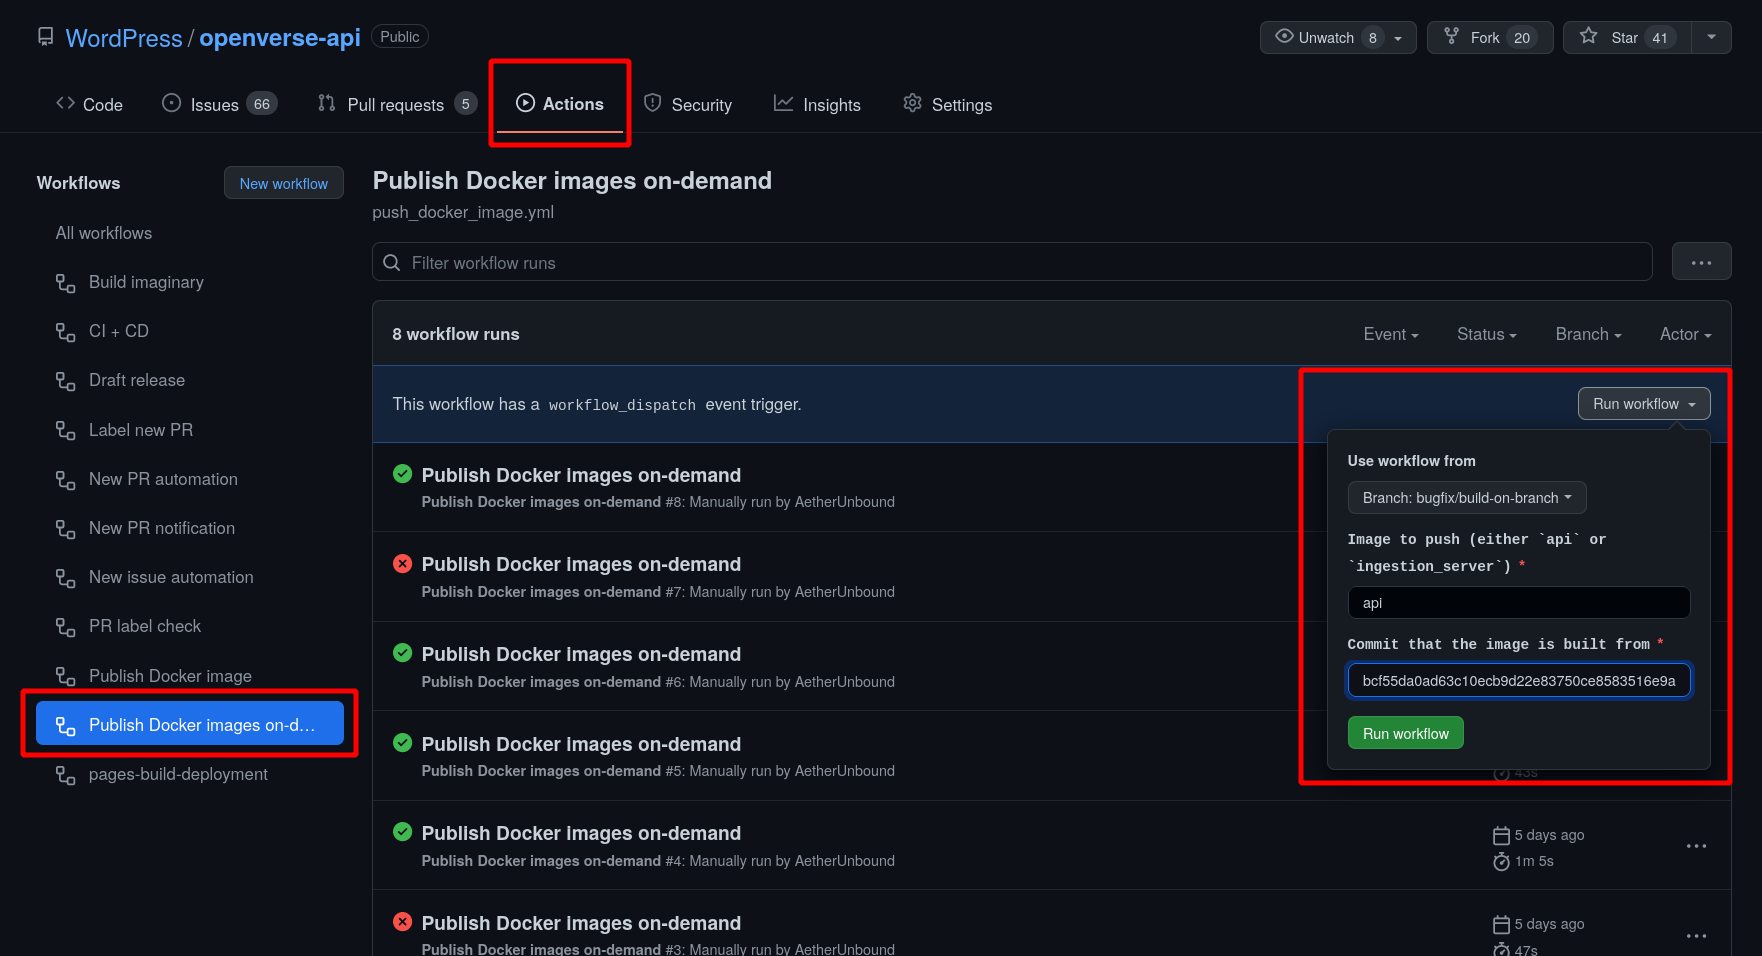 WordPress / openverse-api Public
Unwatch 8 Fork 20 Star 41
Code Issues 66 Pull requests 5 Actions Security Insights Settings
Workflows New workflow
All workflows
Build imaginary
CI + CD
Draft release
Label new PR
New PR automation
New PR notification
New issue automation
PR label check
Publish Docker image
Publish Docker images on-d...
pages-build-deployment
Publish Docker images on-demand
push_docker_image.yml
Filter workflow runs
8 workflow runs Event Status Branch Actor
This workflow has a workflow_dispatch event trigger. Run workflow
Use workflow from
Branch: bugfix/build-on-branch
Image to push (either `api` or
`ingestion_server`) *
api
Commit that the image is built from *
bcf55da0ad63c10ecb9d22e83750ce8583516e9a
Run workflow
Publish Docker images on-demand
Publish Docker images on-demand #8: Manually run by AetherUnbound
Publish Docker images on-demand
Publish Docker images on-demand #7: Manually run by AetherUnbound
Publish Docker images on-demand
Publish Docker images on-demand #6: Manually run by AetherUnbound
Publish Docker images on-demand
Publish Docker images on-demand #5: Manually run by AetherUnbound
43s
Publish Docker images on-demand
5 days ago
Publish Docker images on-demand #4: Manually run by AetherUnbound
1m 5s
Publish Docker images on-demand
5 days ago
Publish Docker images on-demand #3: Manually run by AetherUnbound
47s